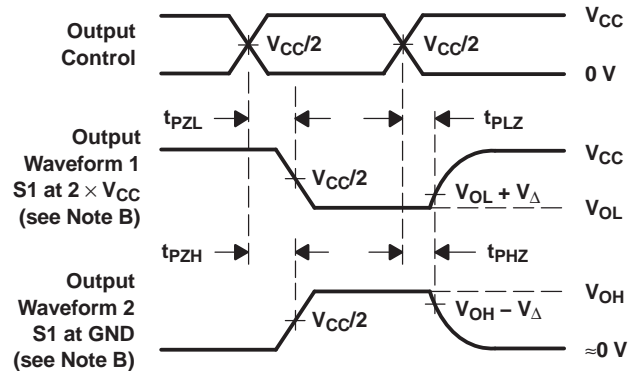 Output
Control
V_CC/2
V_CC/2
V_CC
0 V
t_PZL
t_PLZ
Output
Waveform 1
S1 at 2 × V_CC
(see Note B)
V_CC/2
V_CC
V_OL + V_Δ
V_OL
t_PZH
t_PHZ
Output
Waveform 2
S1 at GND
(see Note B)
V_CC/2
V_OH
V_OH − V_Δ
≈0 V